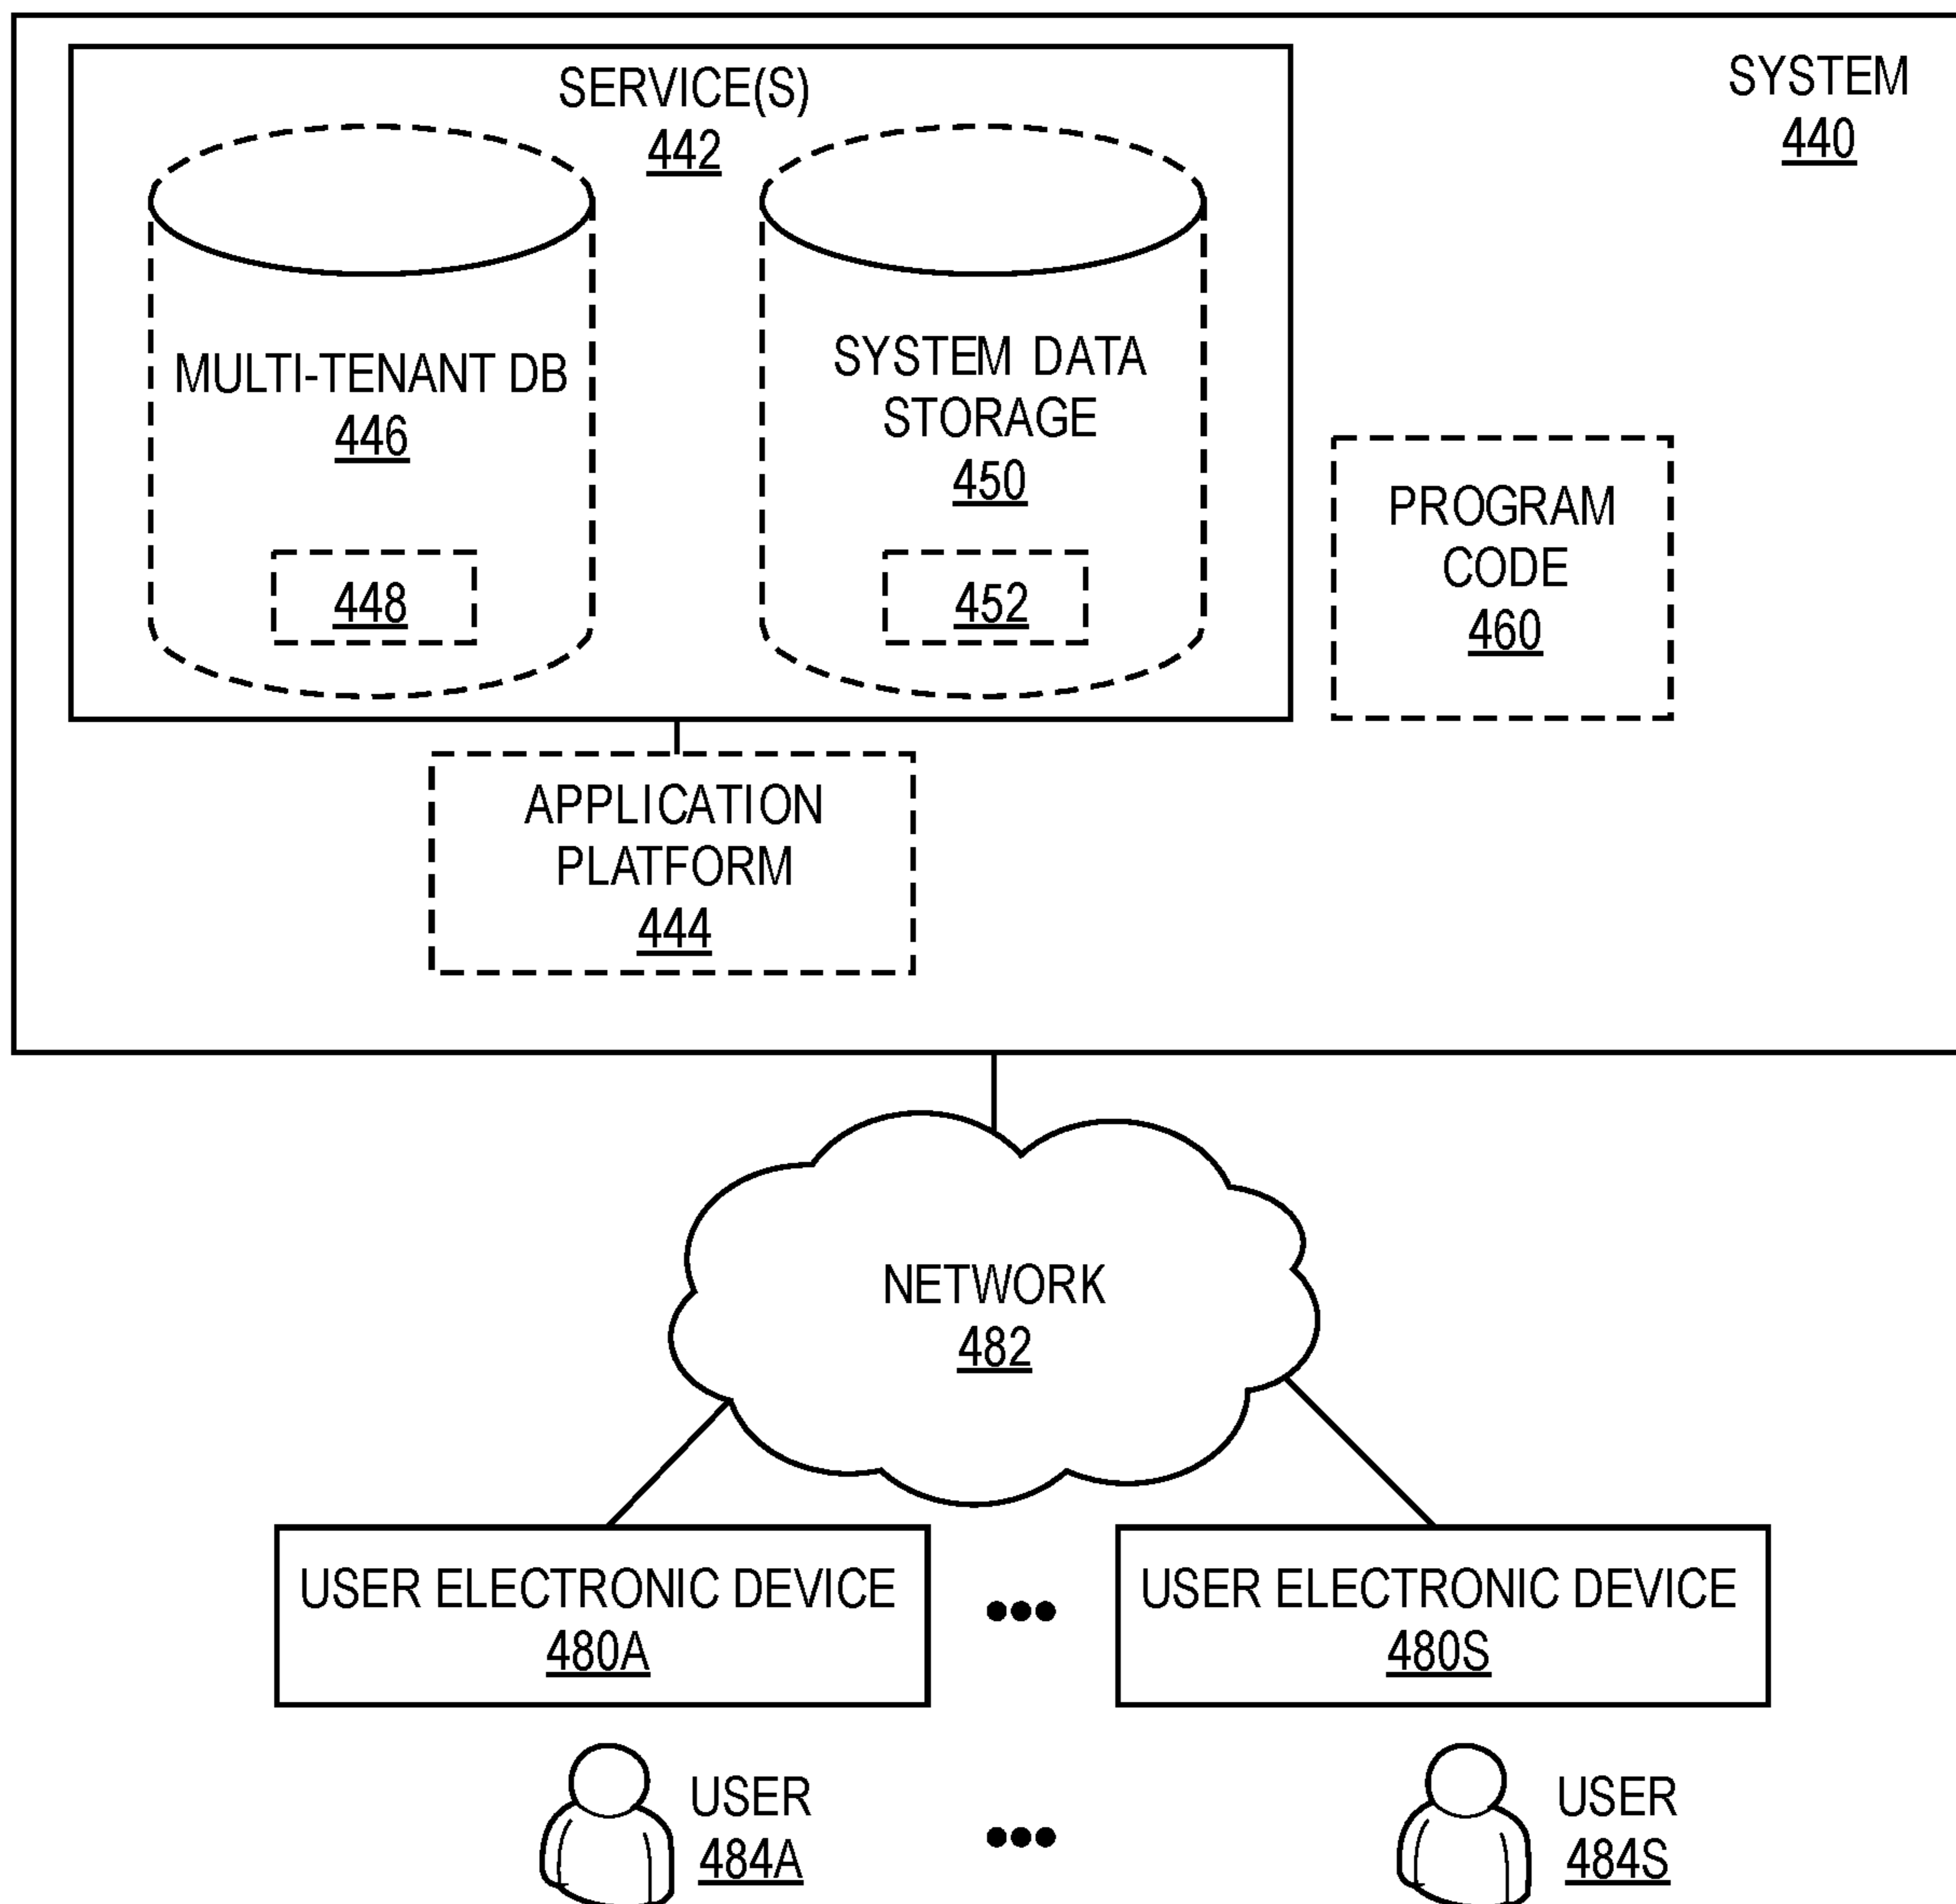 SERVICE(S)
442
SYSTEM
440
MULTI-TENANT DB
446
448
SYSTEM DATA
STORAGE
450
452
PROGRAM
CODE
460
APPLICATION
PLATFORM
444
NETWORK
482
USER ELECTRONIC DEVICE
480A
USER ELECTRONIC DEVICE
480S
USER
484A
USER
484S